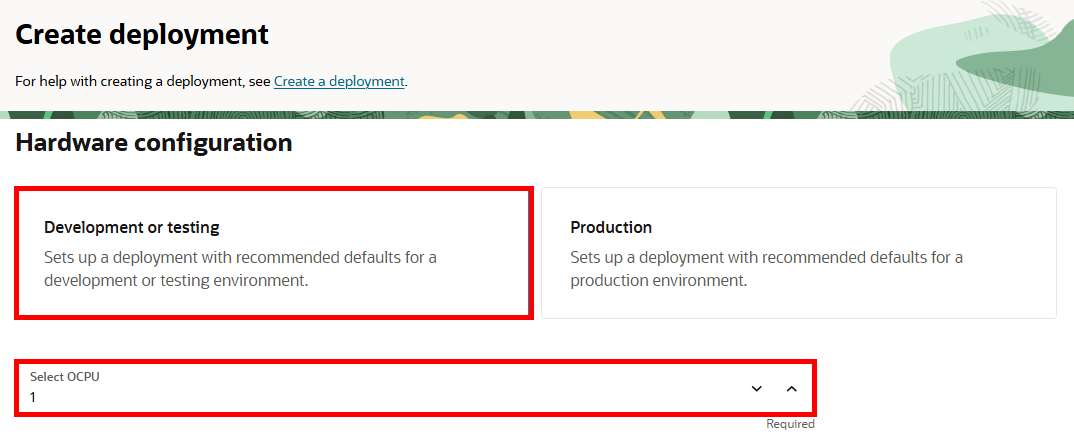 Create deployment
For help with creating a deployment, see Create a deployment.
Hardware configuration
Development or testing
Sets up a deployment with recommended defaults for a
development or testing environment.
Production
Sets up a deployment with recommended defaults for a
production environment.
Select OCPU
1
Required